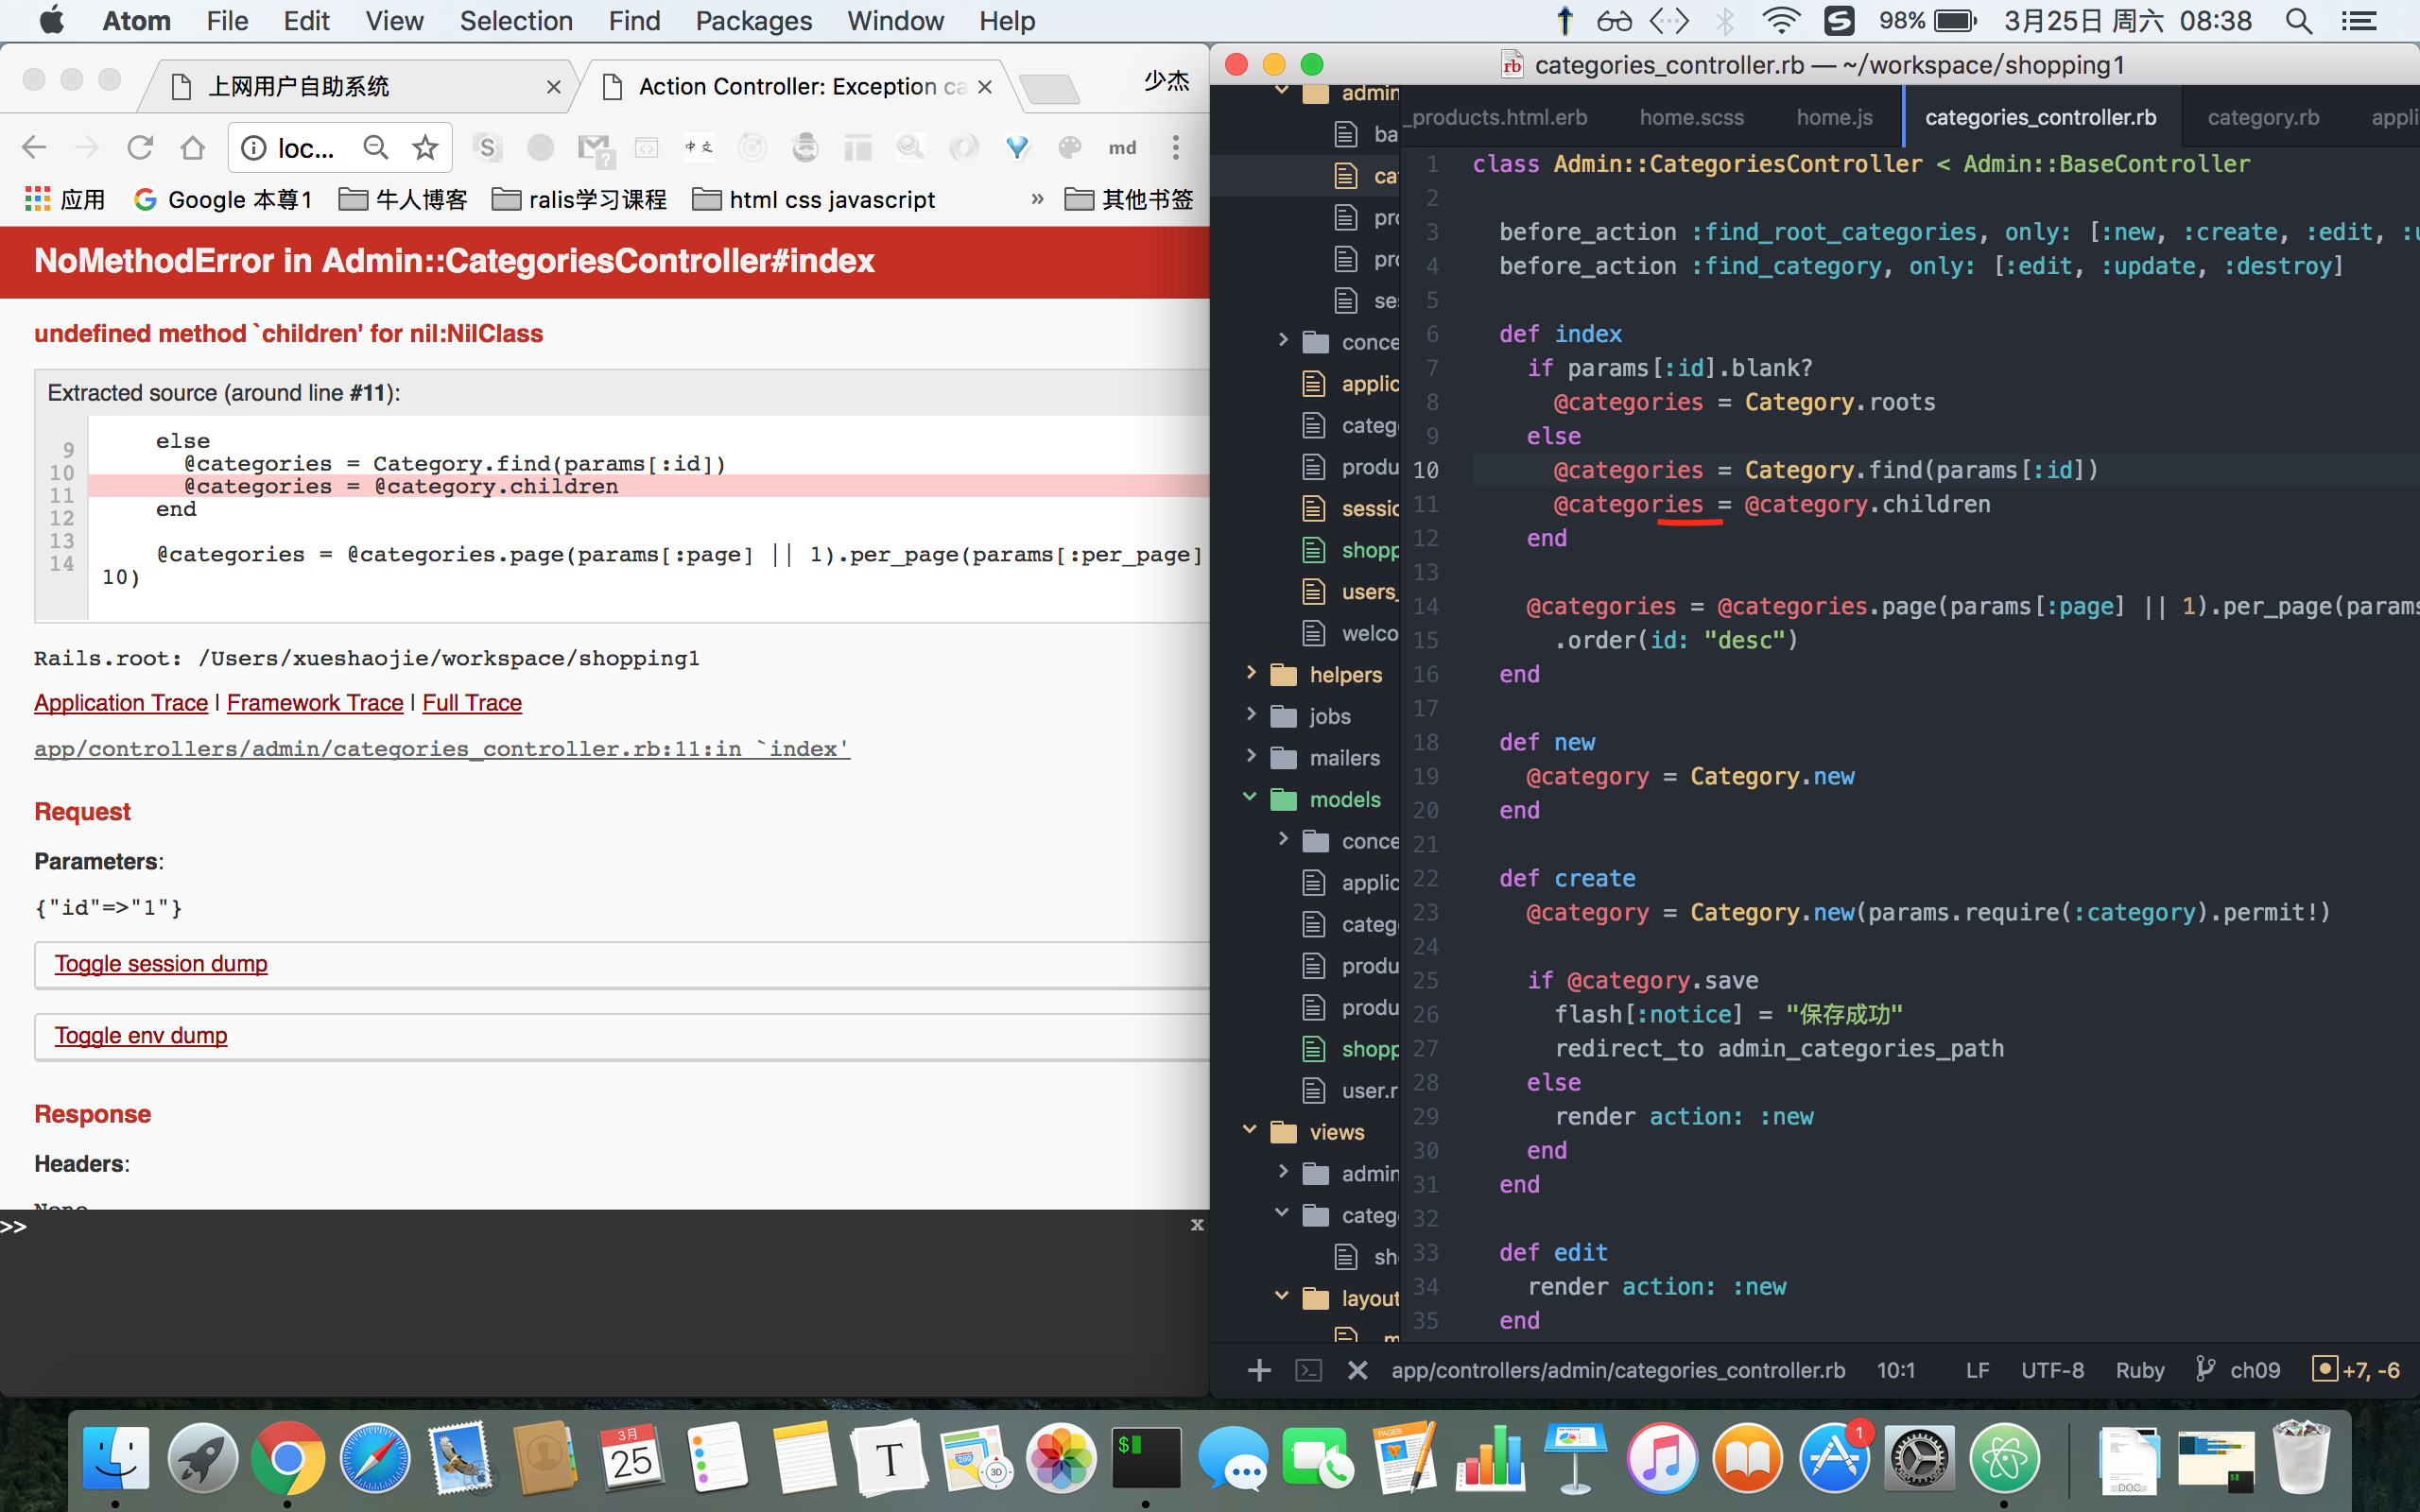 Atom File Edit View Selection Find Packages Window Help 98% 3月25日 周六 08:38
上网用户自助系统
Action Controller: Exception ca
少杰
loc...
md
应用 Google 本尊1 牛人博客 ralis学习课程 html css javascript » 其他书签
NoMethodError in Admin::CategoriesController#index
undefined method `children' for nil:NilClass
Extracted source (around line #11):
9 else
10 @categories = Category.find(params[:id])
11 @categories = @category.children
12 end
13
14 @categories = @categories.page(params[:page] || 1).per_page(params[:per_page]
10)
Rails.root: /Users/xueshaojie/workspace/shopping1
Application Trace | Framework Trace | Full Trace
app/controllers/admin/categories_controller.rb:11:in `index'
Request
Parameters:
{"id"=>"1"}
Toggle session dump
Toggle env dump
Response
Headers:
None
>> x
categories_controller.rb — ~/workspace/shopping1
admin
ba
ca
pro
pro
ses
conce
applic
categ
produ
sessio
shopp
users_
welco
helpers
jobs
mailers
models
conce
applic
categ
produ
produ
shopp
user.r
views
admin
categ
sh
layout
_products.html.erb home.scss home.js categories_controller.rb category.rb appli
1 class Admin::CategoriesController < Admin::BaseController
2
3 before_action :find_root_categories, only: [:new, :create, :edit, :u
4 before_action :find_category, only: [:edit, :update, :destroy]
5
6 def index
7 if params[:id].blank?
8 @categories = Category.roots
9 else
10 @categories = Category.find(params[:id])
11 @categories = @category.children
12 end
13
14 @categories = @categories.page(params[:page] || 1).per_page(params
15 .order(id: "desc")
16 end
17
18 def new
19 @category = Category.new
20 end
21
22 def create
23 @category = Category.new(params.require(:category).permit!)
24
25 if @category.save
26 flash[:notice] = "保存成功"
27 redirect_to admin_categories_path
28 else
29 render action: :new
30 end
31 end
32
33 def edit
34 render action: :new
35 end
app/controllers/admin/categories_controller.rb 10:1 LF UTF-8 Ruby ch09 +7, -6
3月
25
T
280
3D
$
PAGES
1
DOC